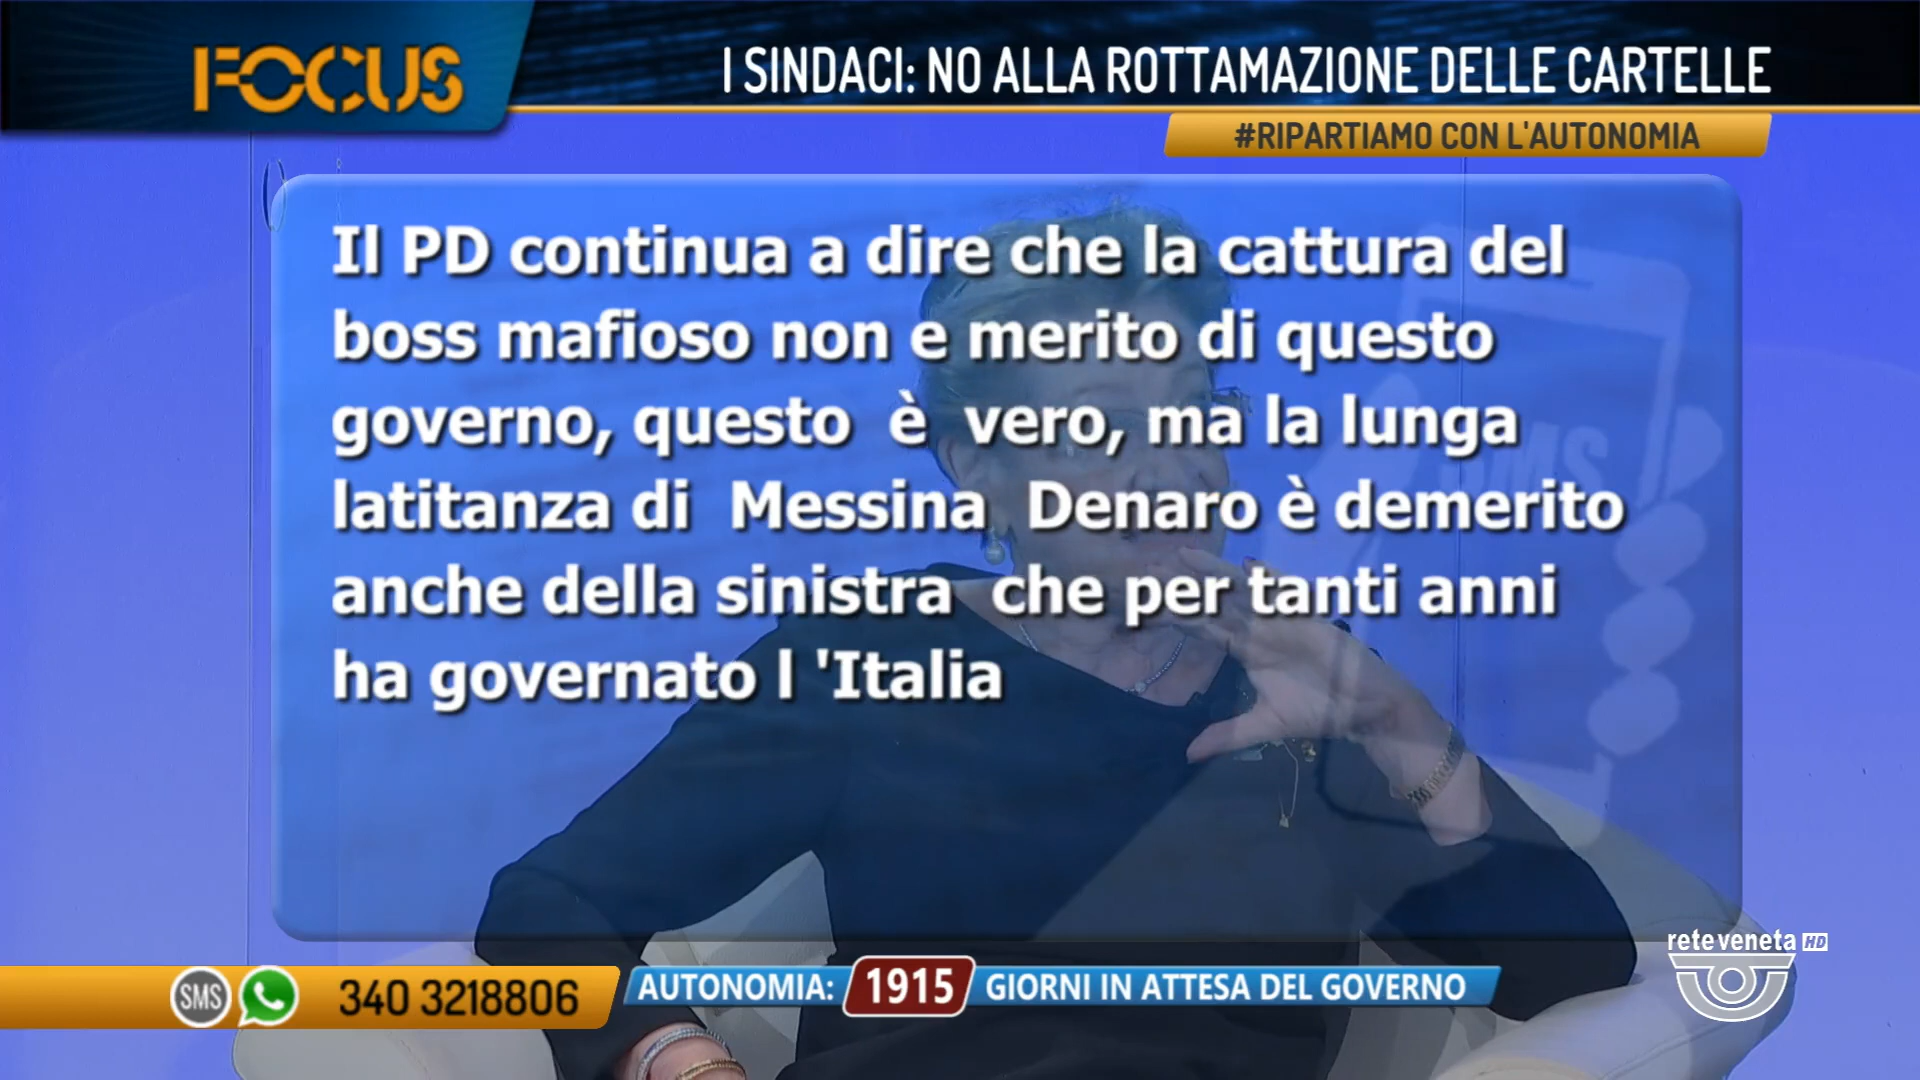 FOCUS
I SINDACI: NO ALLA ROTTAMAZIONE DELLE CARTELLE
#RIPARTIAMO CON L'AUTONOMIA
Il PD continua a dire che la cattura del
boss mafioso non e merito di questo
governo, questo è vero, ma la lunga
latitanza di Messina Denaro è demerito
anche della sinistra che per tanti anni
ha governato l 'Italia
SMS
reteveneta HD
SMS 340 3218806
AUTONOMIA: 1915 GIORNI IN ATTESA DEL GOVERNO